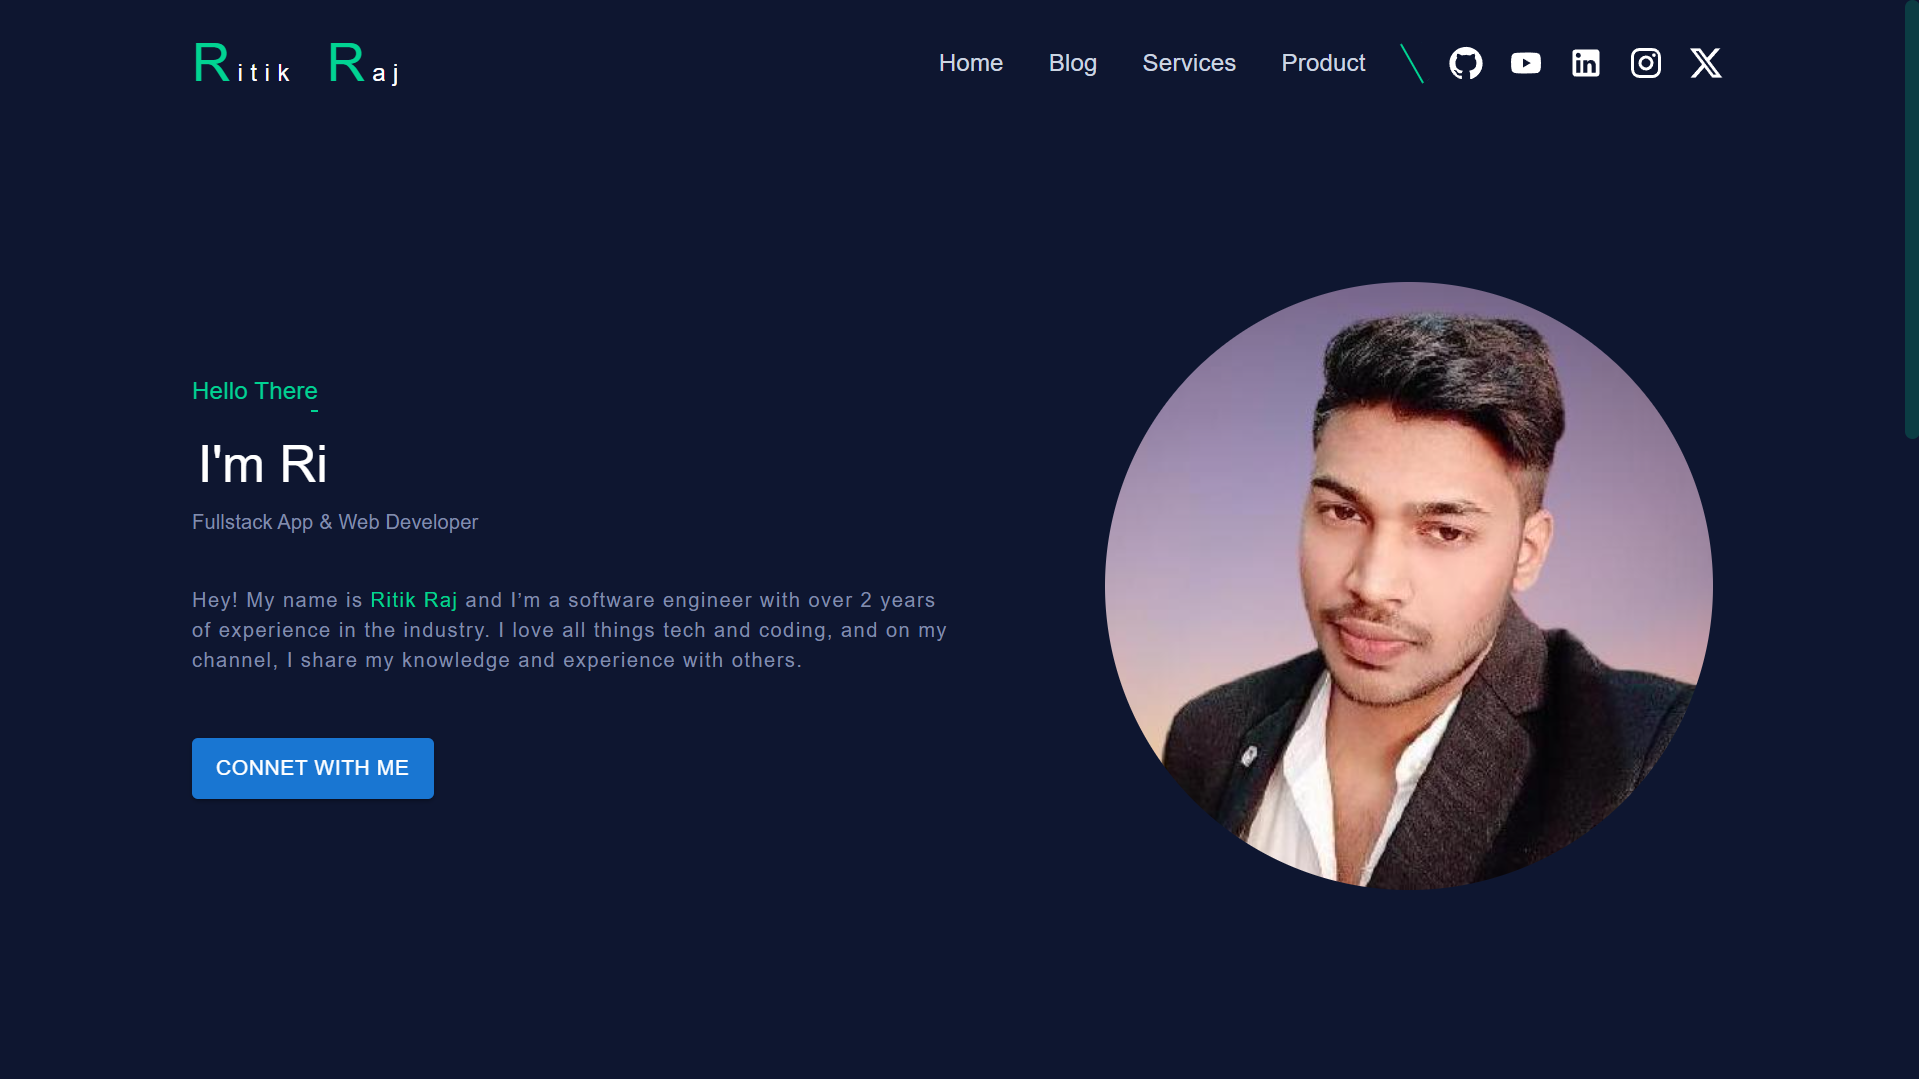 Ritik Raj
Home Blog Services Product
Hello There
I'm Ri
Fullstack App & Web Developer
Hey! My name is Ritik Raj and I’m a software engineer with over 2 years
of experience in the industry. I love all things tech and coding, and on my
channel, I share my knowledge and experience with others.
CONNET WITH ME